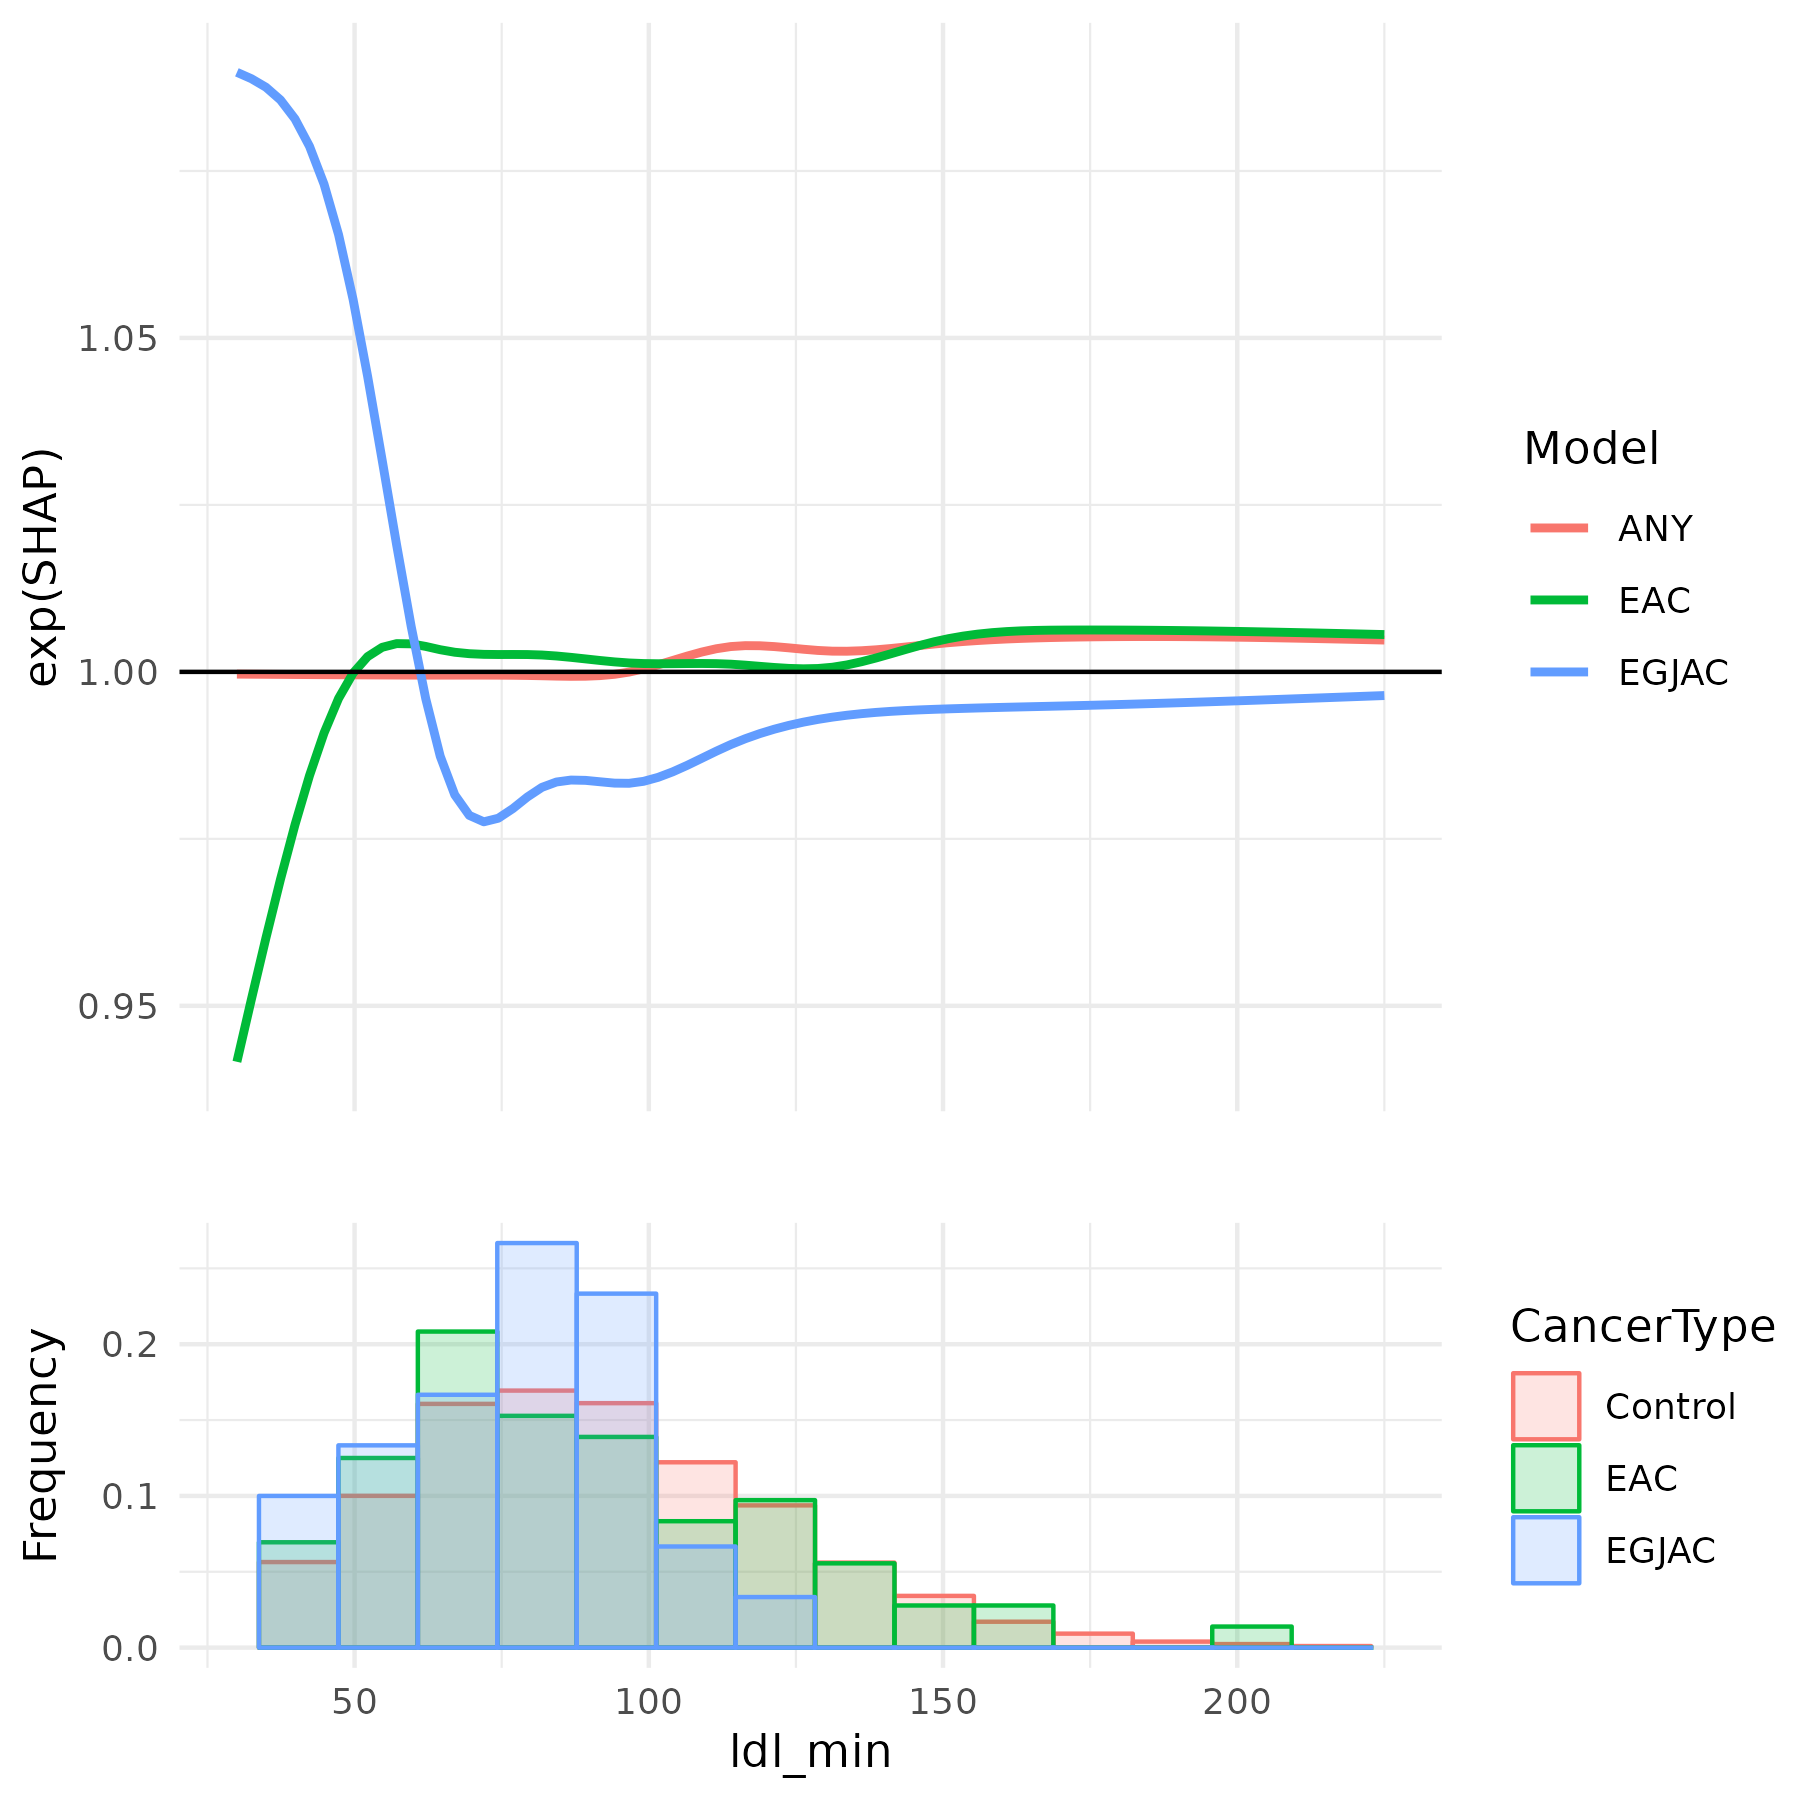 exp(SHAP)
1.05
1.00
0.95
Model
ANY
EAC
EGJAC
Frequency
0.2
0.1
0.0
50 100 150 200
ldl_min
CancerType
Control
EAC
EGJAC